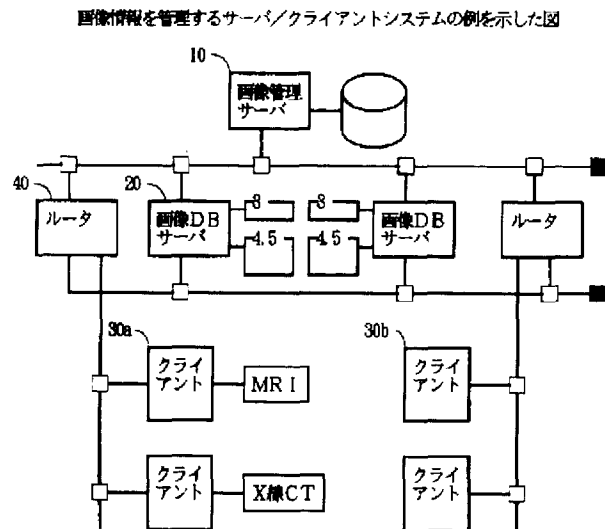 画像情報を管理するサーバ／クライアントシステムの例を示した図
10
画像管理
サーバ
40
ルータ
20
画像DB
サーバ
3
4.5
3
4.5
画像DB
サーバ
ルータ
30a
クライ
アント
MRI
30b
クライ
アント
クライ
アント
X線CT
クライ
アント